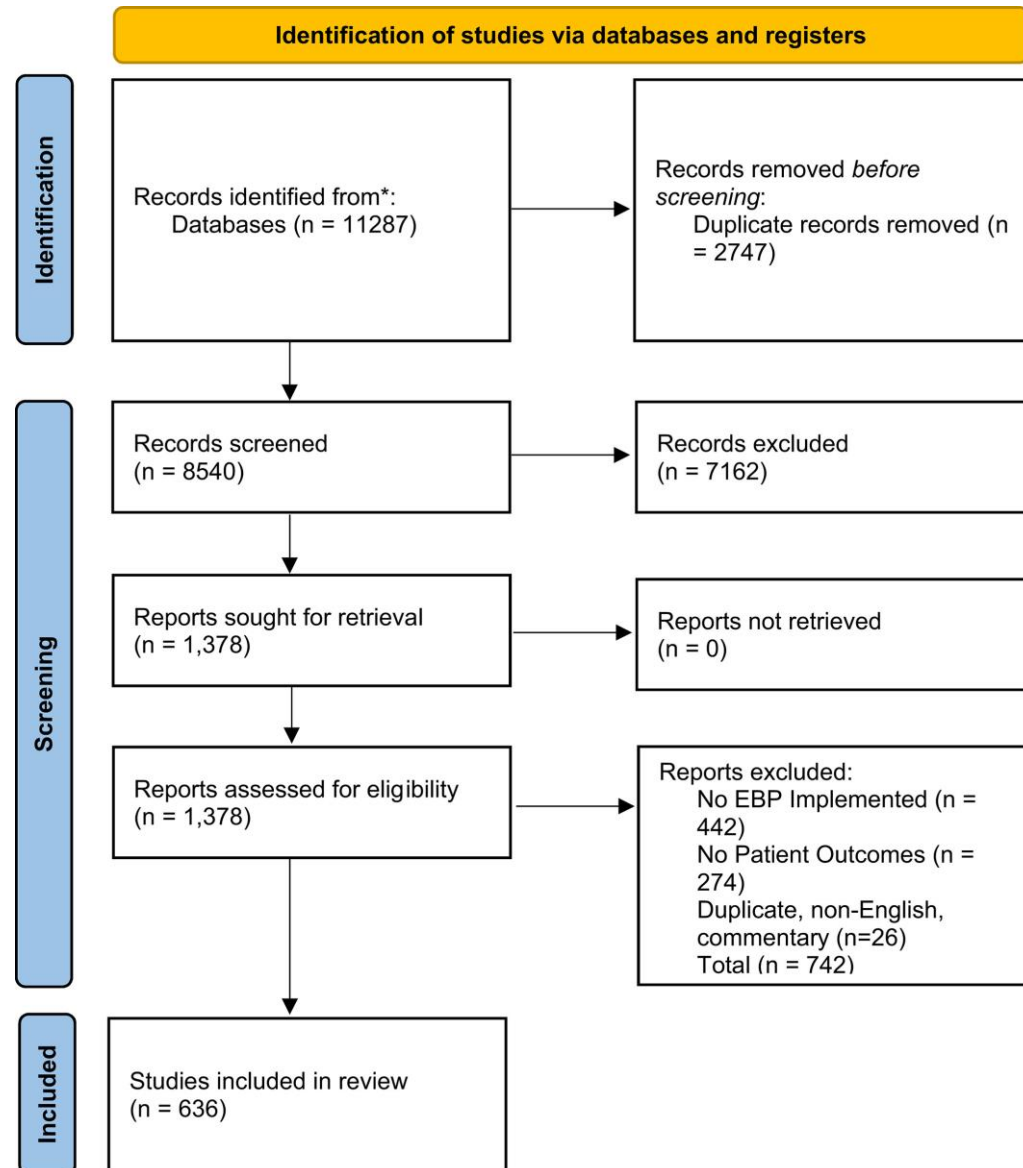 Identification of studies via databases and registers
Identification
Records identified from*:
Databases (n = 11287)
Records removed before
screening:
Duplicate records removed (n
= 2747)
Screening
Records screened
(n = 8540)
Records excluded
(n = 7162)
Reports sought for retrieval
(n = 1,378)
Reports not retrieved
(n = 0)
Reports assessed for eligibility
(n = 1,378)
Reports excluded:
No EBP Implemented (n =
442)
No Patient Outcomes (n =
274)
Duplicate, non-English,
commentary (n=26)
Total (n = 742)
Included
Studies included in review
(n = 636)